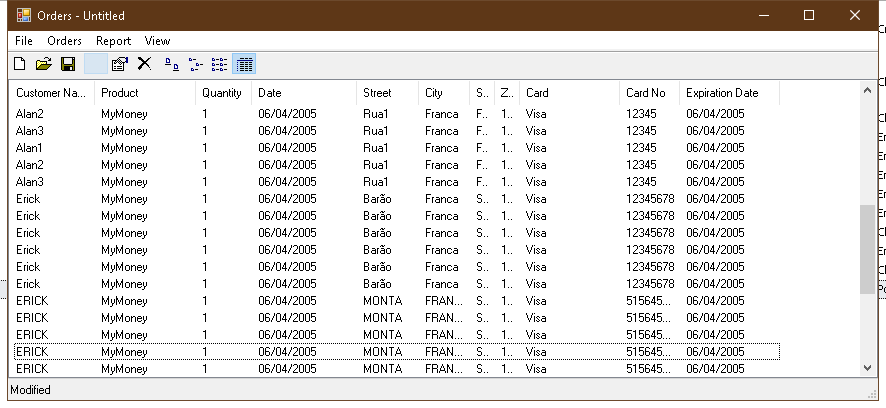 Orders - Untitled
File Orders Report View
Customer Na... Product Quantity Date Street City S.. Z.. Card Card No Expiration Date
Alan2 MyMoney 1 06/04/2005 Rua1 Franca F.. 1.. Visa 12345 06/04/2005
Alan3 MyMoney 1 06/04/2005 Rua1 Franca F.. 1.. Visa 12345 06/04/2005
Alan1 MyMoney 1 06/04/2005 Rua1 Franca F.. 1.. Visa 12345 06/04/2005
Alan2 MyMoney 1 06/04/2005 Rua1 Franca F.. 1.. Visa 12345 06/04/2005
Alan3 MyMoney 1 06/04/2005 Rua1 Franca F.. 1.. Visa 12345 06/04/2005
Erick MyMoney 1 06/04/2005 Barão Franca S.. 1.. Visa 12345678 06/04/2005
Erick MyMoney 1 06/04/2005 Barão Franca S.. 1.. Visa 12345678 06/04/2005
Erick MyMoney 1 06/04/2005 Barão Franca S.. 1.. Visa 12345678 06/04/2005
Erick MyMoney 1 06/04/2005 Barão Franca S.. 1.. Visa 12345678 06/04/2005
Erick MyMoney 1 06/04/2005 Barão Franca S.. 1.. Visa 12345678 06/04/2005
Erick MyMoney 1 06/04/2005 Barão Franca S.. 1.. Visa 12345678 06/04/2005
ERICK MyMoney 1 06/04/2005 MONTA FRAN... S.. 1.. Visa 515645... 06/04/2005
ERICK MyMoney 1 06/04/2005 MONTA FRAN... S.. 1.. Visa 515645... 06/04/2005
ERICK MyMoney 1 06/04/2005 MONTA FRAN... S.. 1.. Visa 515645... 06/04/2005
ERICK MyMoney 1 06/04/2005 MONTA FRAN... S.. 1.. Visa 515645... 06/04/2005
ERICK MyMoney 1 06/04/2005 MONTA FRAN... S.. 1.. Visa 515645... 06/04/2005
Modified